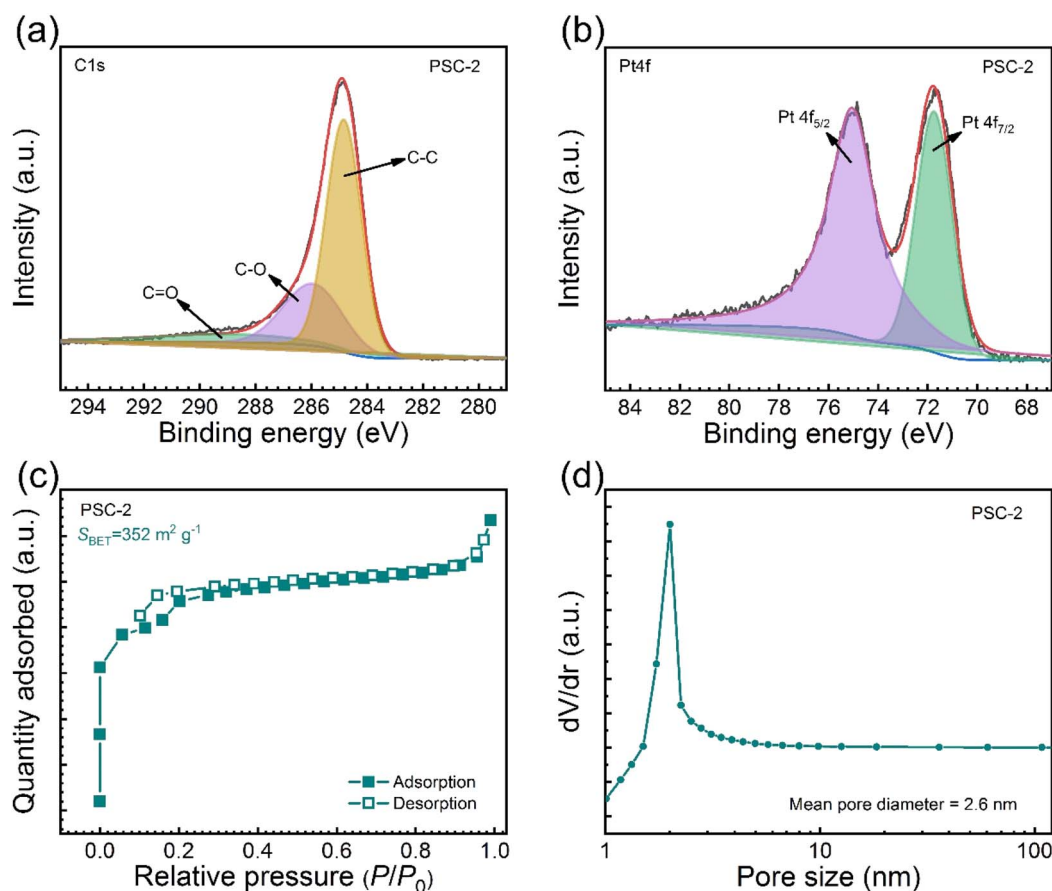 (a)
C1s
PSC-2
C-C
C-O
C=O
Intensity (a.u.)
294 292 290 288 286 284 282 280
Binding energy (eV)
(b)
Pt4f
PSC-2
Pt 4f5/2
Pt 4f7/2
Intensity (a.u.)
84 82 80 78 76 74 72 70 68
Binding energy (eV)
(c)
PSC-2
SBET=352 m² g⁻¹
Quantity adsorbed (a.u.)
Adsorption
Desorption
0.0 0.2 0.4 0.6 0.8 1.0
Relative pressure (P/P0)
(d)
PSC-2
dV/dr (a.u.)
Mean pore diameter = 2.6 nm
1 10 100
Pore size (nm)